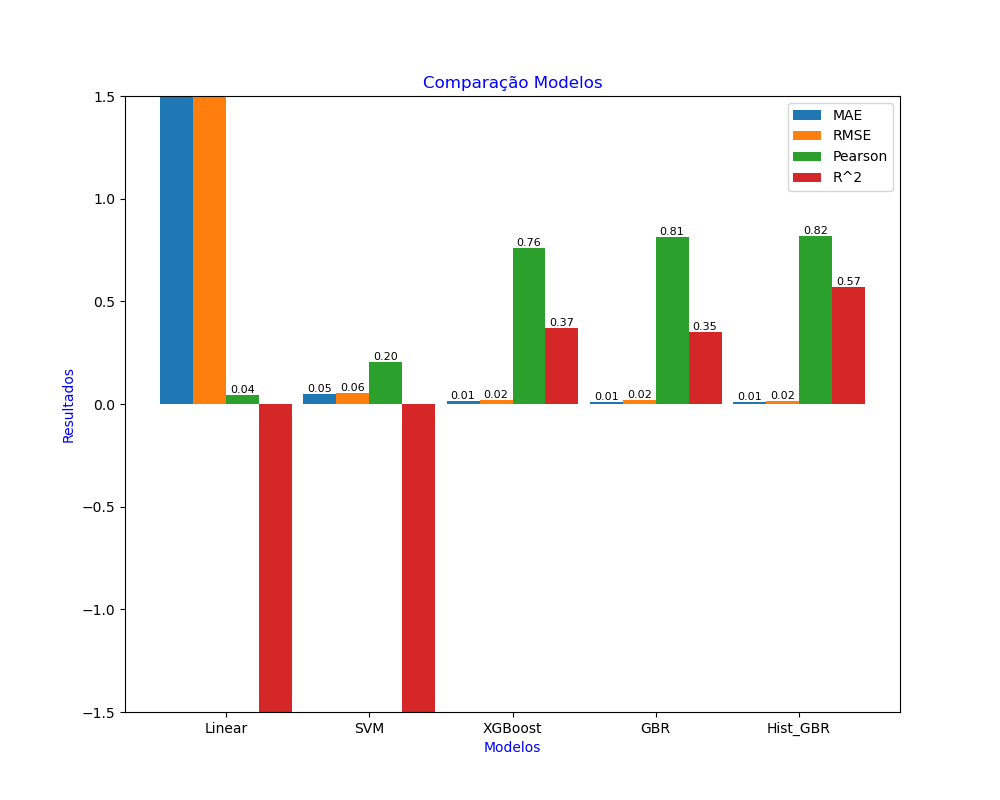 Comparação Modelos
MAE
RMSE
Pearson
R^2
1.5
1.0
0.5
0.0
−0.5
−1.0
−1.5
Resultados
0.04
0.05
0.06
0.20
0.01
0.02
0.76
0.37
0.01
0.02
0.81
0.35
0.01
0.02
0.82
0.57
Linear
SVM
XGBoost
GBR
Hist_GBR
Modelos